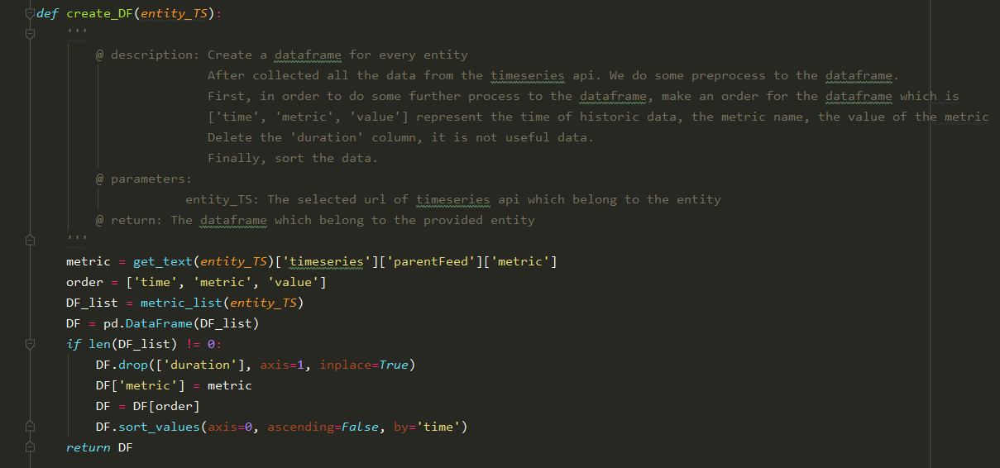 def create_DF(entity_TS):
    '''
        @ description: Create a dataframe for every entity
                       After collected all the data from the timeseries api. We do some preprocess to the dataframe.
                       First, in order to do some further process to the dataframe, make an order for the dataframe which is
                       ['time', 'metric', 'value'] represent the time of historic data, the metric name, the value of the metric
                       Delete the 'duration' column, it is not useful data.
                       Finally, sort the data.
        @ parameters:
                    entity_TS: The selected url of timeseries api which belong to the entity
        @ return: The dataframe which belong to the provided entity
    '''
    metric = get_text(entity_TS)['timeseries']['parentFeed']['metric']
    order = ['time', 'metric', 'value']
    DF_list = metric_list(entity_TS)
    DF = pd.DataFrame(DF_list)
    if len(DF_list) != 0:
        DF.drop(['duration'], axis=1, inplace=True)
        DF['metric'] = metric
        DF = DF[order]
        DF.sort_values(axis=0, ascending=False, by='time')
    return DF